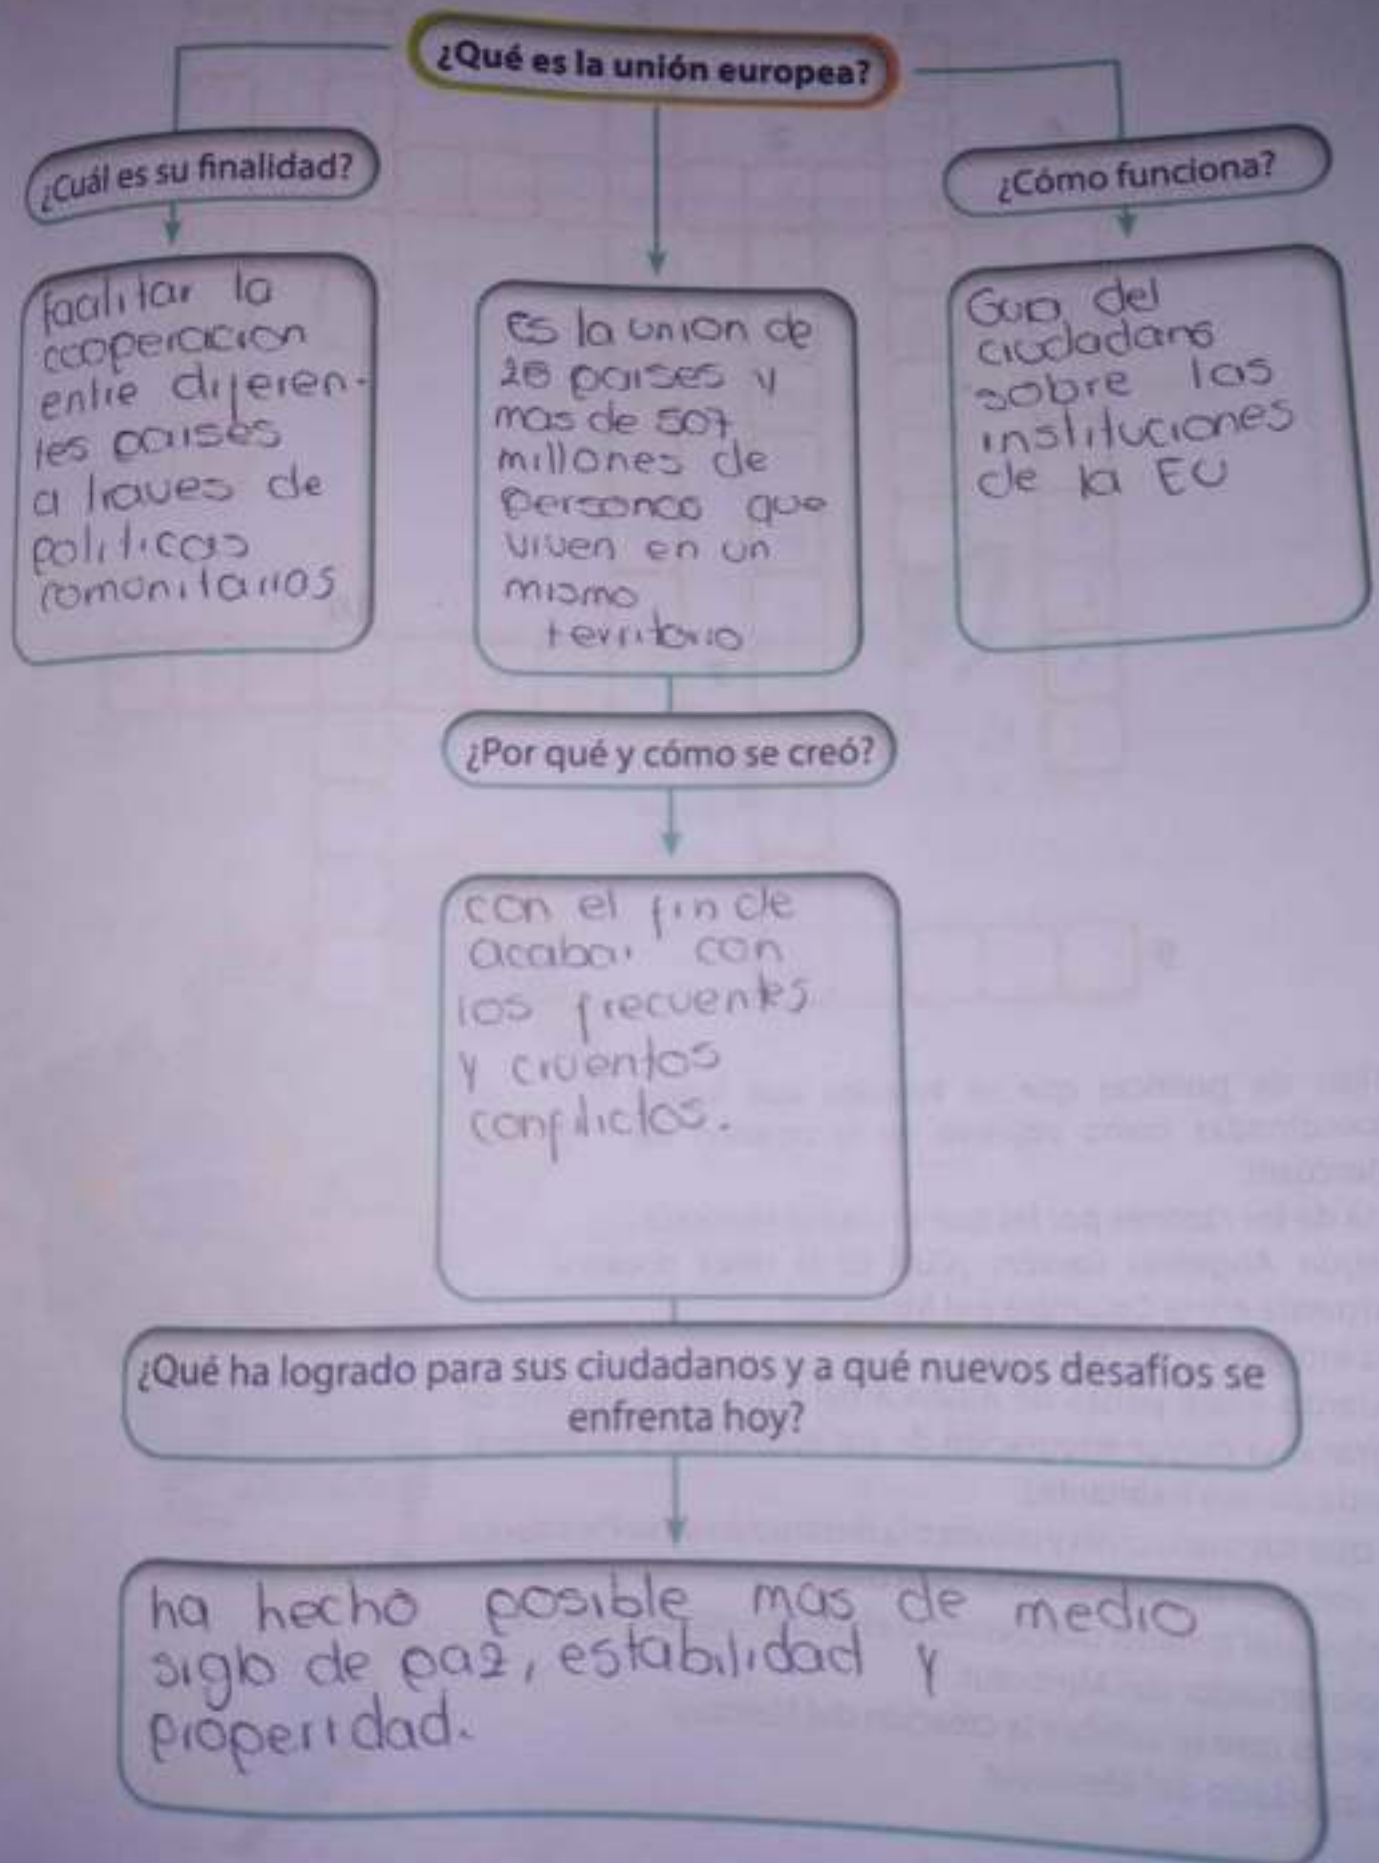 ¿Qué es la unión europea?
¿Cuál es su finalidad?
facilitar la
cooperacion
entre diferen-
tes paises
a traves de
politicas
comunitarias
es la union de
28 paises y
mas de 507
millones de
personas que
viven en un
mismo
territorio
¿Cómo funciona?
Guia del
ciudadano
sobre las
instituciones
de la EU
¿Por qué y cómo se creó?
con el fin de
acabar con
los frecuentes
y cruentos
conflictos.
¿Qué ha logrado para sus ciudadanos y a qué nuevos desafíos se
enfrenta hoy?
ha hecho posible mas de medio
siglo de paz, estabilidad y
properidad.